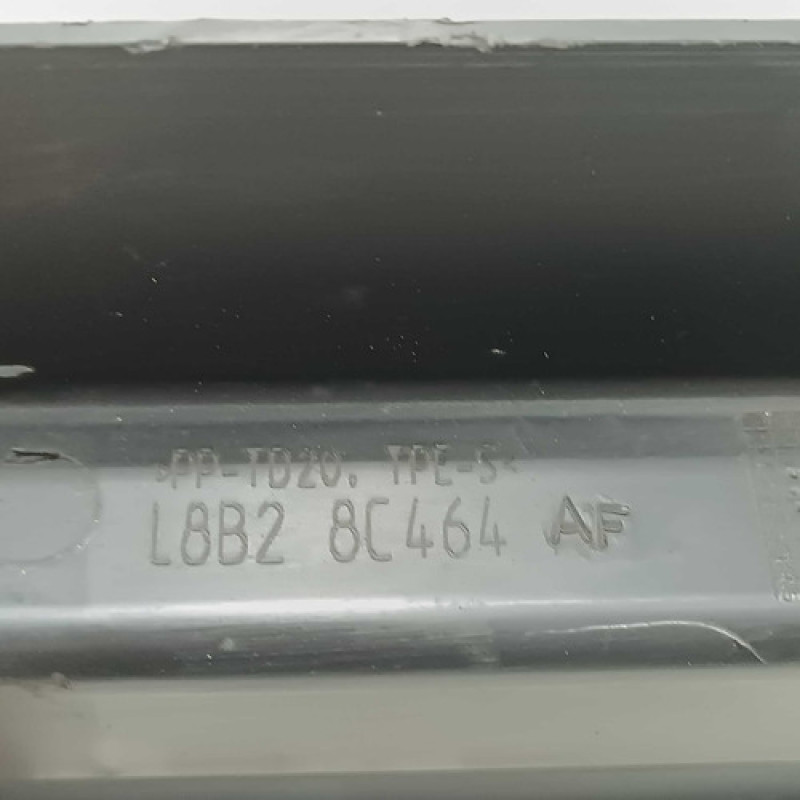 >PP-TD20, TPE-S<
L8B2 8C464 AF